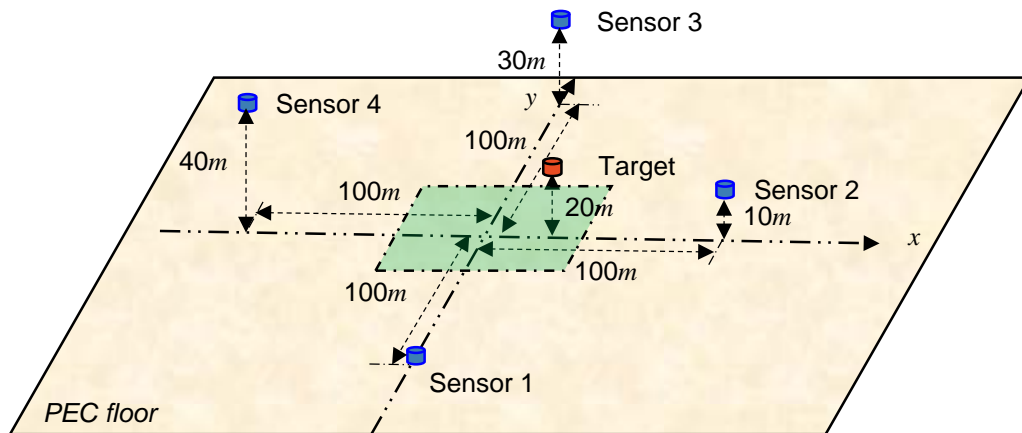 Sensor 3
30m
y
Sensor 4
100m
40m
Target
100m
Sensor 2
20m
10m
x
100m
100m
Sensor 1
PEC floor